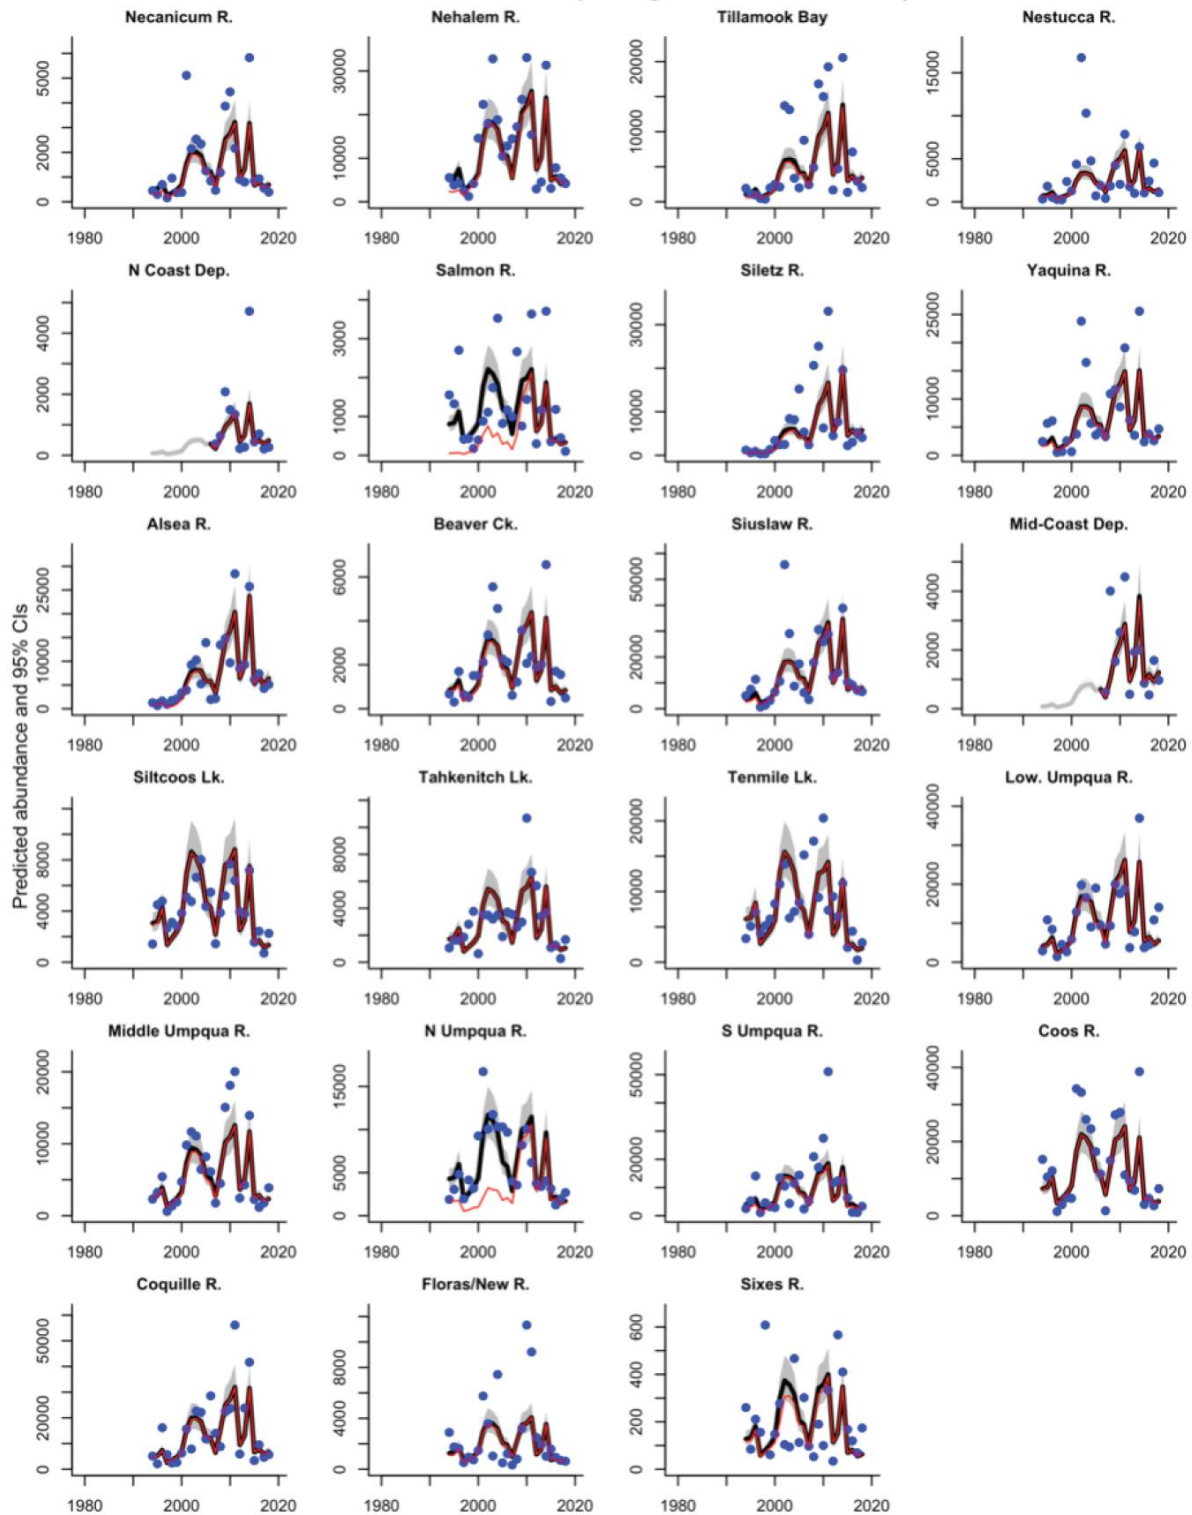 Necanicum R. Nehalem R. Tillamook Bay Nestucca R.
5000 30000 20000 15000
2000 10000 10000 5000
0 0 0 0
1980 2000 2020 1980 2000 2020 1980 2000 2020 1980 2000 2020
N Coast Dep. Salmon R. Siletz R. Yaquina R.
4000 3000 30000 25000
2000 1000 10000 10000
0 0 0 0
1980 2000 2020 1980 2000 2020 1980 2000 2020 1980 2000 2020
Alsea R. Beaver Ck. Siuslaw R. Mid-Coast Dep.
25000 6000 50000 4000
10000 2000 20000 2000
0 0 0 0
1980 2000 2020 1980 2000 2020 1980 2000 2020 1980 2000 2020
Predicted abundance and 95% CIs
Siltcoos Lk. Tahkenitch Lk. Tenmile Lk. Low. Umpqua R.
8000 8000 20000 40000
4000 4000 10000 20000
0 0 0 0
1980 2000 2020 1980 2000 2020 1980 2000 2020 1980 2000 2020
Middle Umpqua R. N Umpqua R. S Umpqua R. Coos R.
20000 15000 50000 40000
10000 5000 20000 20000
0 0 0 0
1980 2000 2020 1980 2000 2020 1980 2000 2020 1980 2000 2020
Coquille R. Floras/New R. Sixes R.
50000 8000 600
20000 4000 400
0 0 200
0
1980 2000 2020 1980 2000 2020 1980 2000 2020